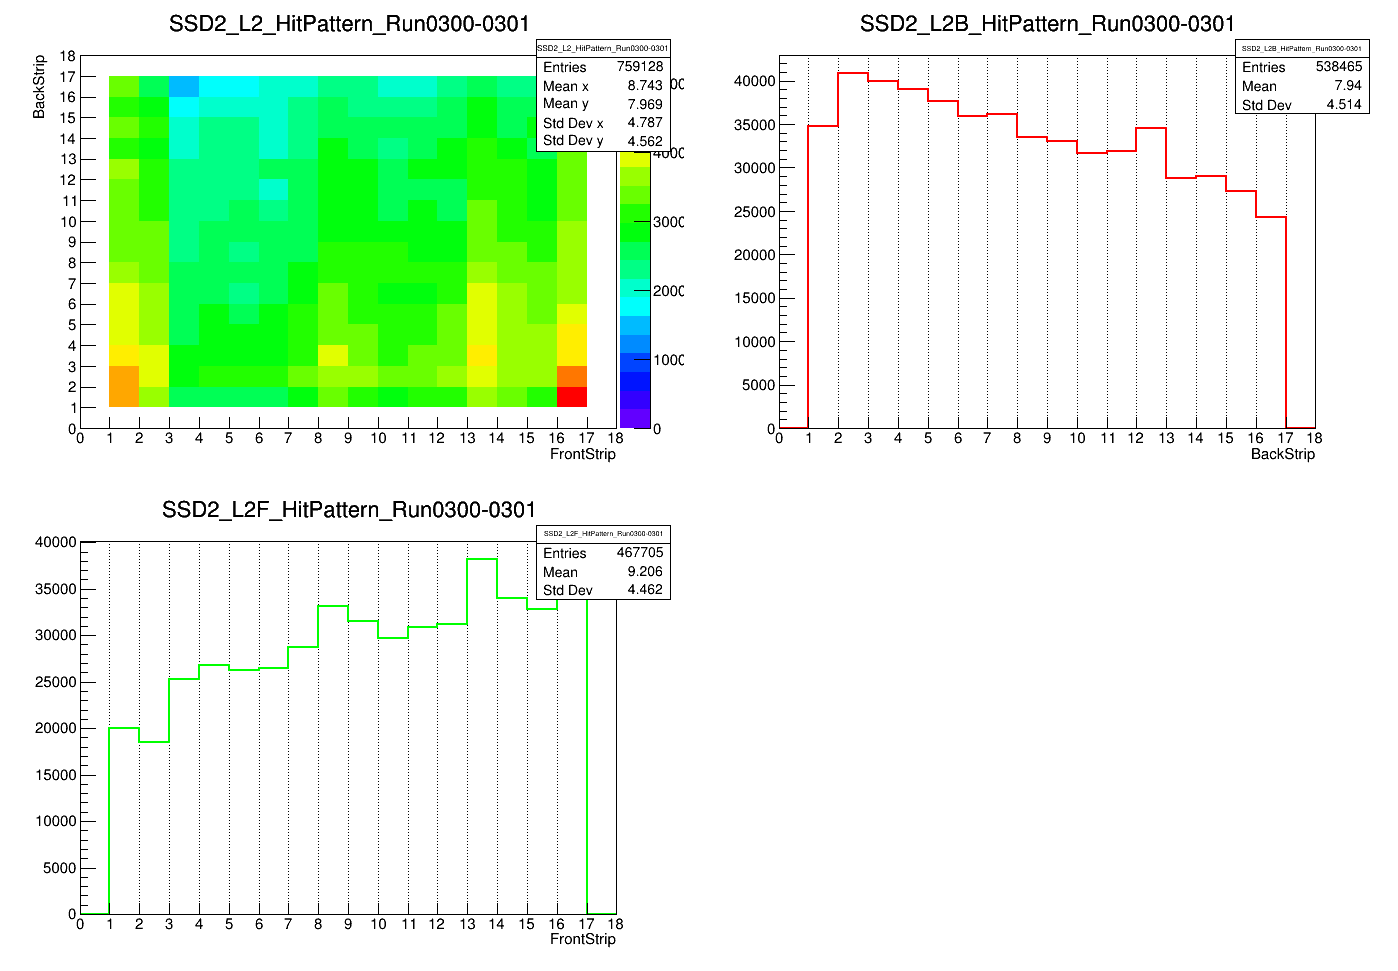 SSD2_L2_HitPattern_Run0300-0301
SSD2_L2_HitPattern_Run0300-0301
Entries 759128
Mean x 8.743
Mean y 7.969
Std Dev x 4.787
Std Dev y 4.562
BackStrip
18
17
16
15
14
13
12
11
10
9
8
7
6
5
4
3
2
1
0
0 1 2 3 4 5 6 7 8 9 10 11 12 13 14 15 16 17 18
FrontStrip
3000
2000
1000
0
SSD2_L2B_HitPattern_Run0300-0301
SSD2_L2B_HitPattern_Run0300-0301
Entries 538465
Mean 7.94
Std Dev 4.514
40000
35000
30000
25000
20000
15000
10000
5000
0
0 1 2 3 4 5 6 7 8 9 10 11 12 13 14 15 16 17 18
BackStrip
SSD2_L2F_HitPattern_Run0300-0301
SSD2_L2F_HitPattern_Run0300-0301
Entries 467705
Mean 9.206
Std Dev 4.462
40000
35000
30000
25000
20000
15000
10000
5000
0
0 1 2 3 4 5 6 7 8 9 10 11 12 13 14 15 16 17 18
FrontStrip